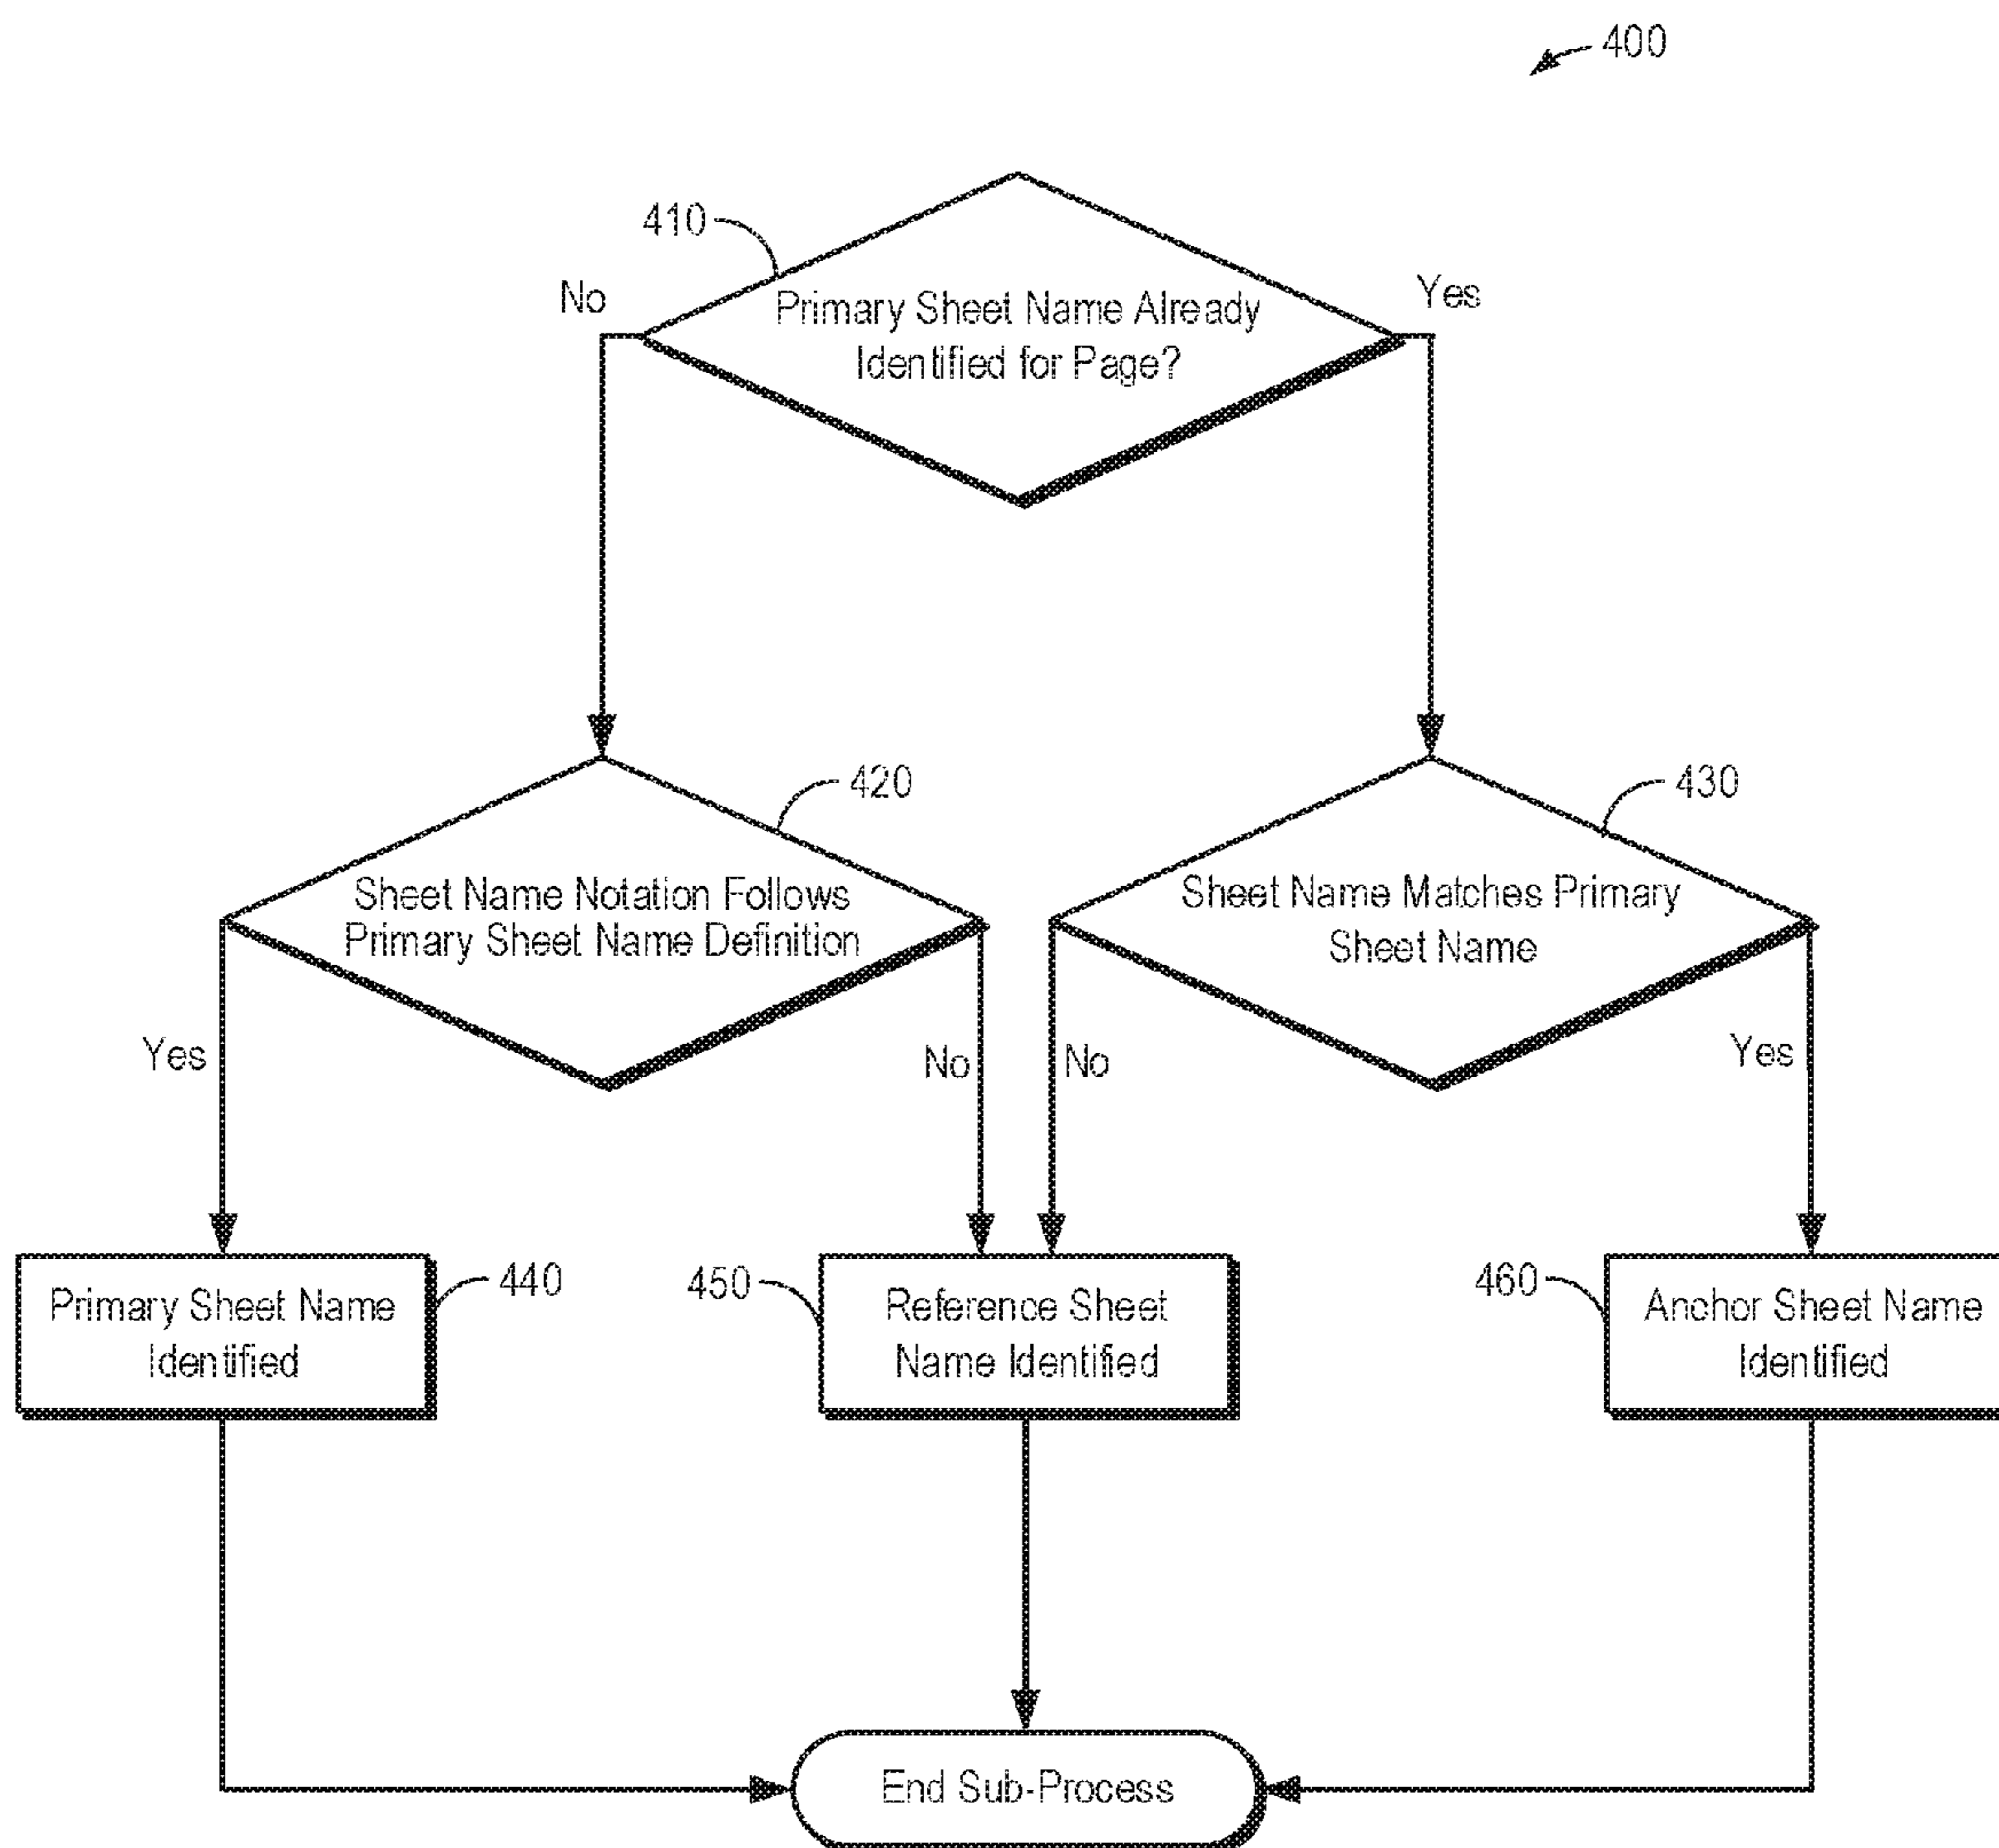 400
410
No
Yes
Primary Sheet Name Already
Identified for Page?
420
430
Sheet Name Notation Follows
Primary Sheet Name Definition
Sheet Name Matches Primary
Sheet Name
Yes
No
No
Yes
440
450
460
Primary Sheet Name
Identified
Reference Sheet
Name Identified
Anchor Sheet Name
Identified
End Sub-Process